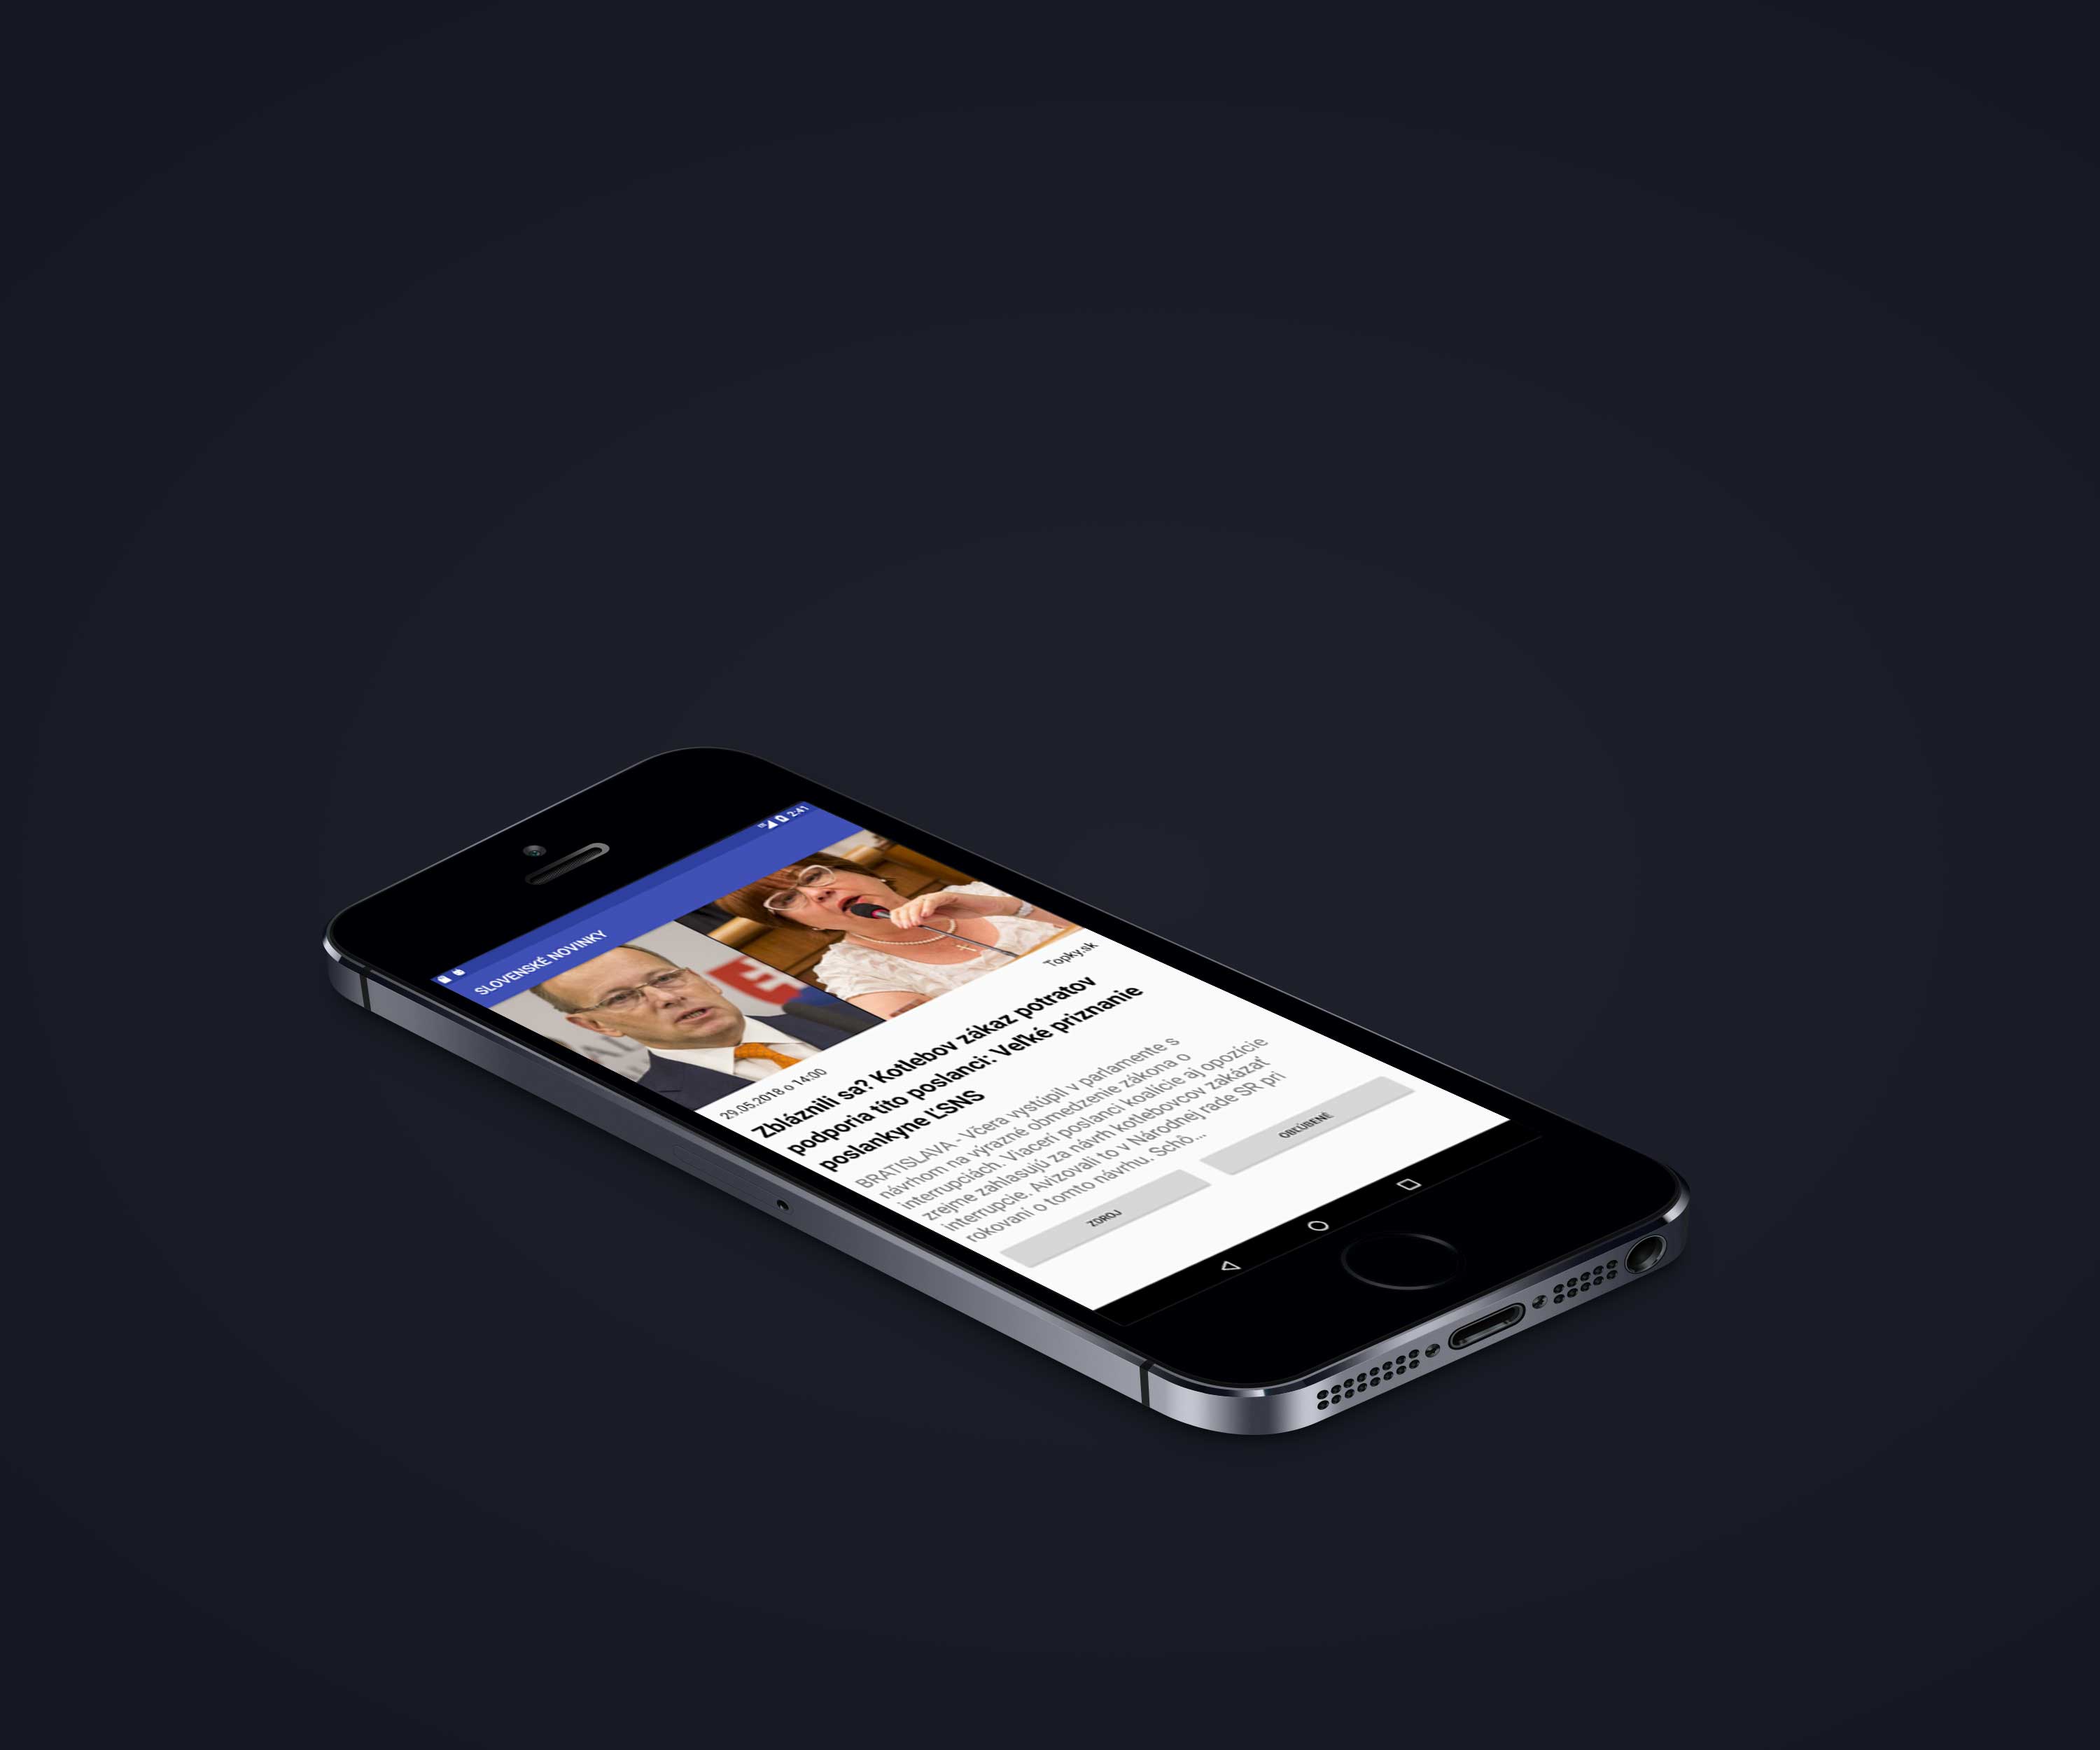 2:41
SLOVENSKÉ NOVINKY
29.05.2018 o 14:00
Topky.sk
Zbláznili sa? Kotlebov zákaz potratov
podporia títo poslanci: Veľké priznanie
poslankyne ĽSNS
BRATISLAVA - Včera vystúpil v parlamente s
návrhom na výrazné obmedzenie zákona o
interrupciách. Viacerí poslanci koalície aj opozície
zrejme zahlasujú za návrh kotlebovcov zakázať
interrupcie. Avizovali to v Národnej rade SR pri
rokovaní o tomto návrhu. Schô...
ZDROJ
OBĽÚBENÉ